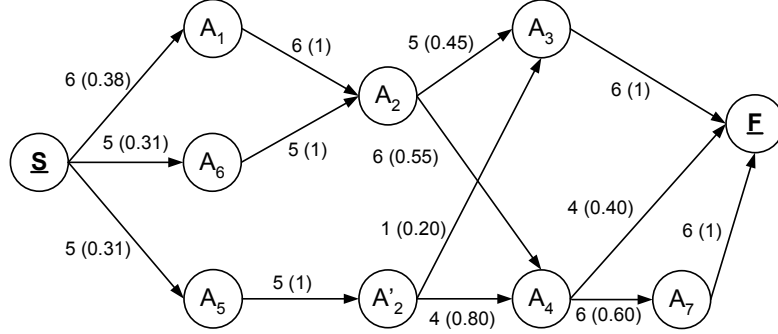 A1
A3
6 (1)
5 (0.45)
6 (0.38)
A2
6 (1)
F
5 (0.31)
S
A6
5 (1)
6 (0.55)
4 (0.40)
1 (0.20)
6 (1)
5 (0.31)
5 (1)
A5
A'2
4 (0.80)
A4
6 (0.60)
A7